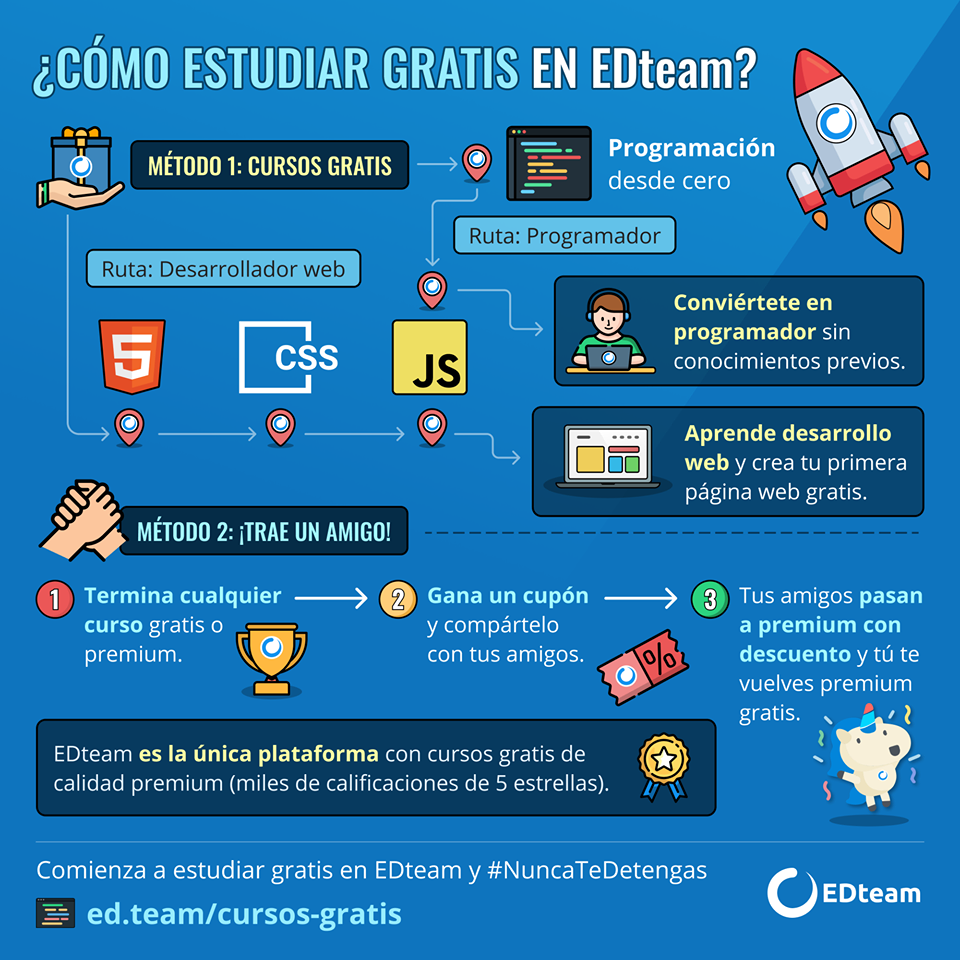 ¿CÓMO ESTUDIAR GRATIS EN EDteam?
MÉTODO 1: CURSOS GRATIS
Programación
desde cero
Ruta: Programador
Ruta: Desarrollador web
5
CSS
JS
Conviértete en
programador sin
conocimientos previos.
Aprende desarrollo
web y crea tu primera
página web gratis.
MÉTODO 2: ¡TRAE UN AMIGO!
1
Termina cualquier
curso gratis o
premium.
2
Gana un cupón
y compártelo
con tus amigos.
%
3
Tus amigos pasan
a premium con
descuento y tú te
vuelves premium
gratis.
EDteam es la única plataforma con cursos gratis de
calidad premium (miles de calificaciones de 5 estrellas).
Comienza a estudiar gratis en EDteam y #NuncaTeDetengas
ed.team/cursos-gratis
EDteam